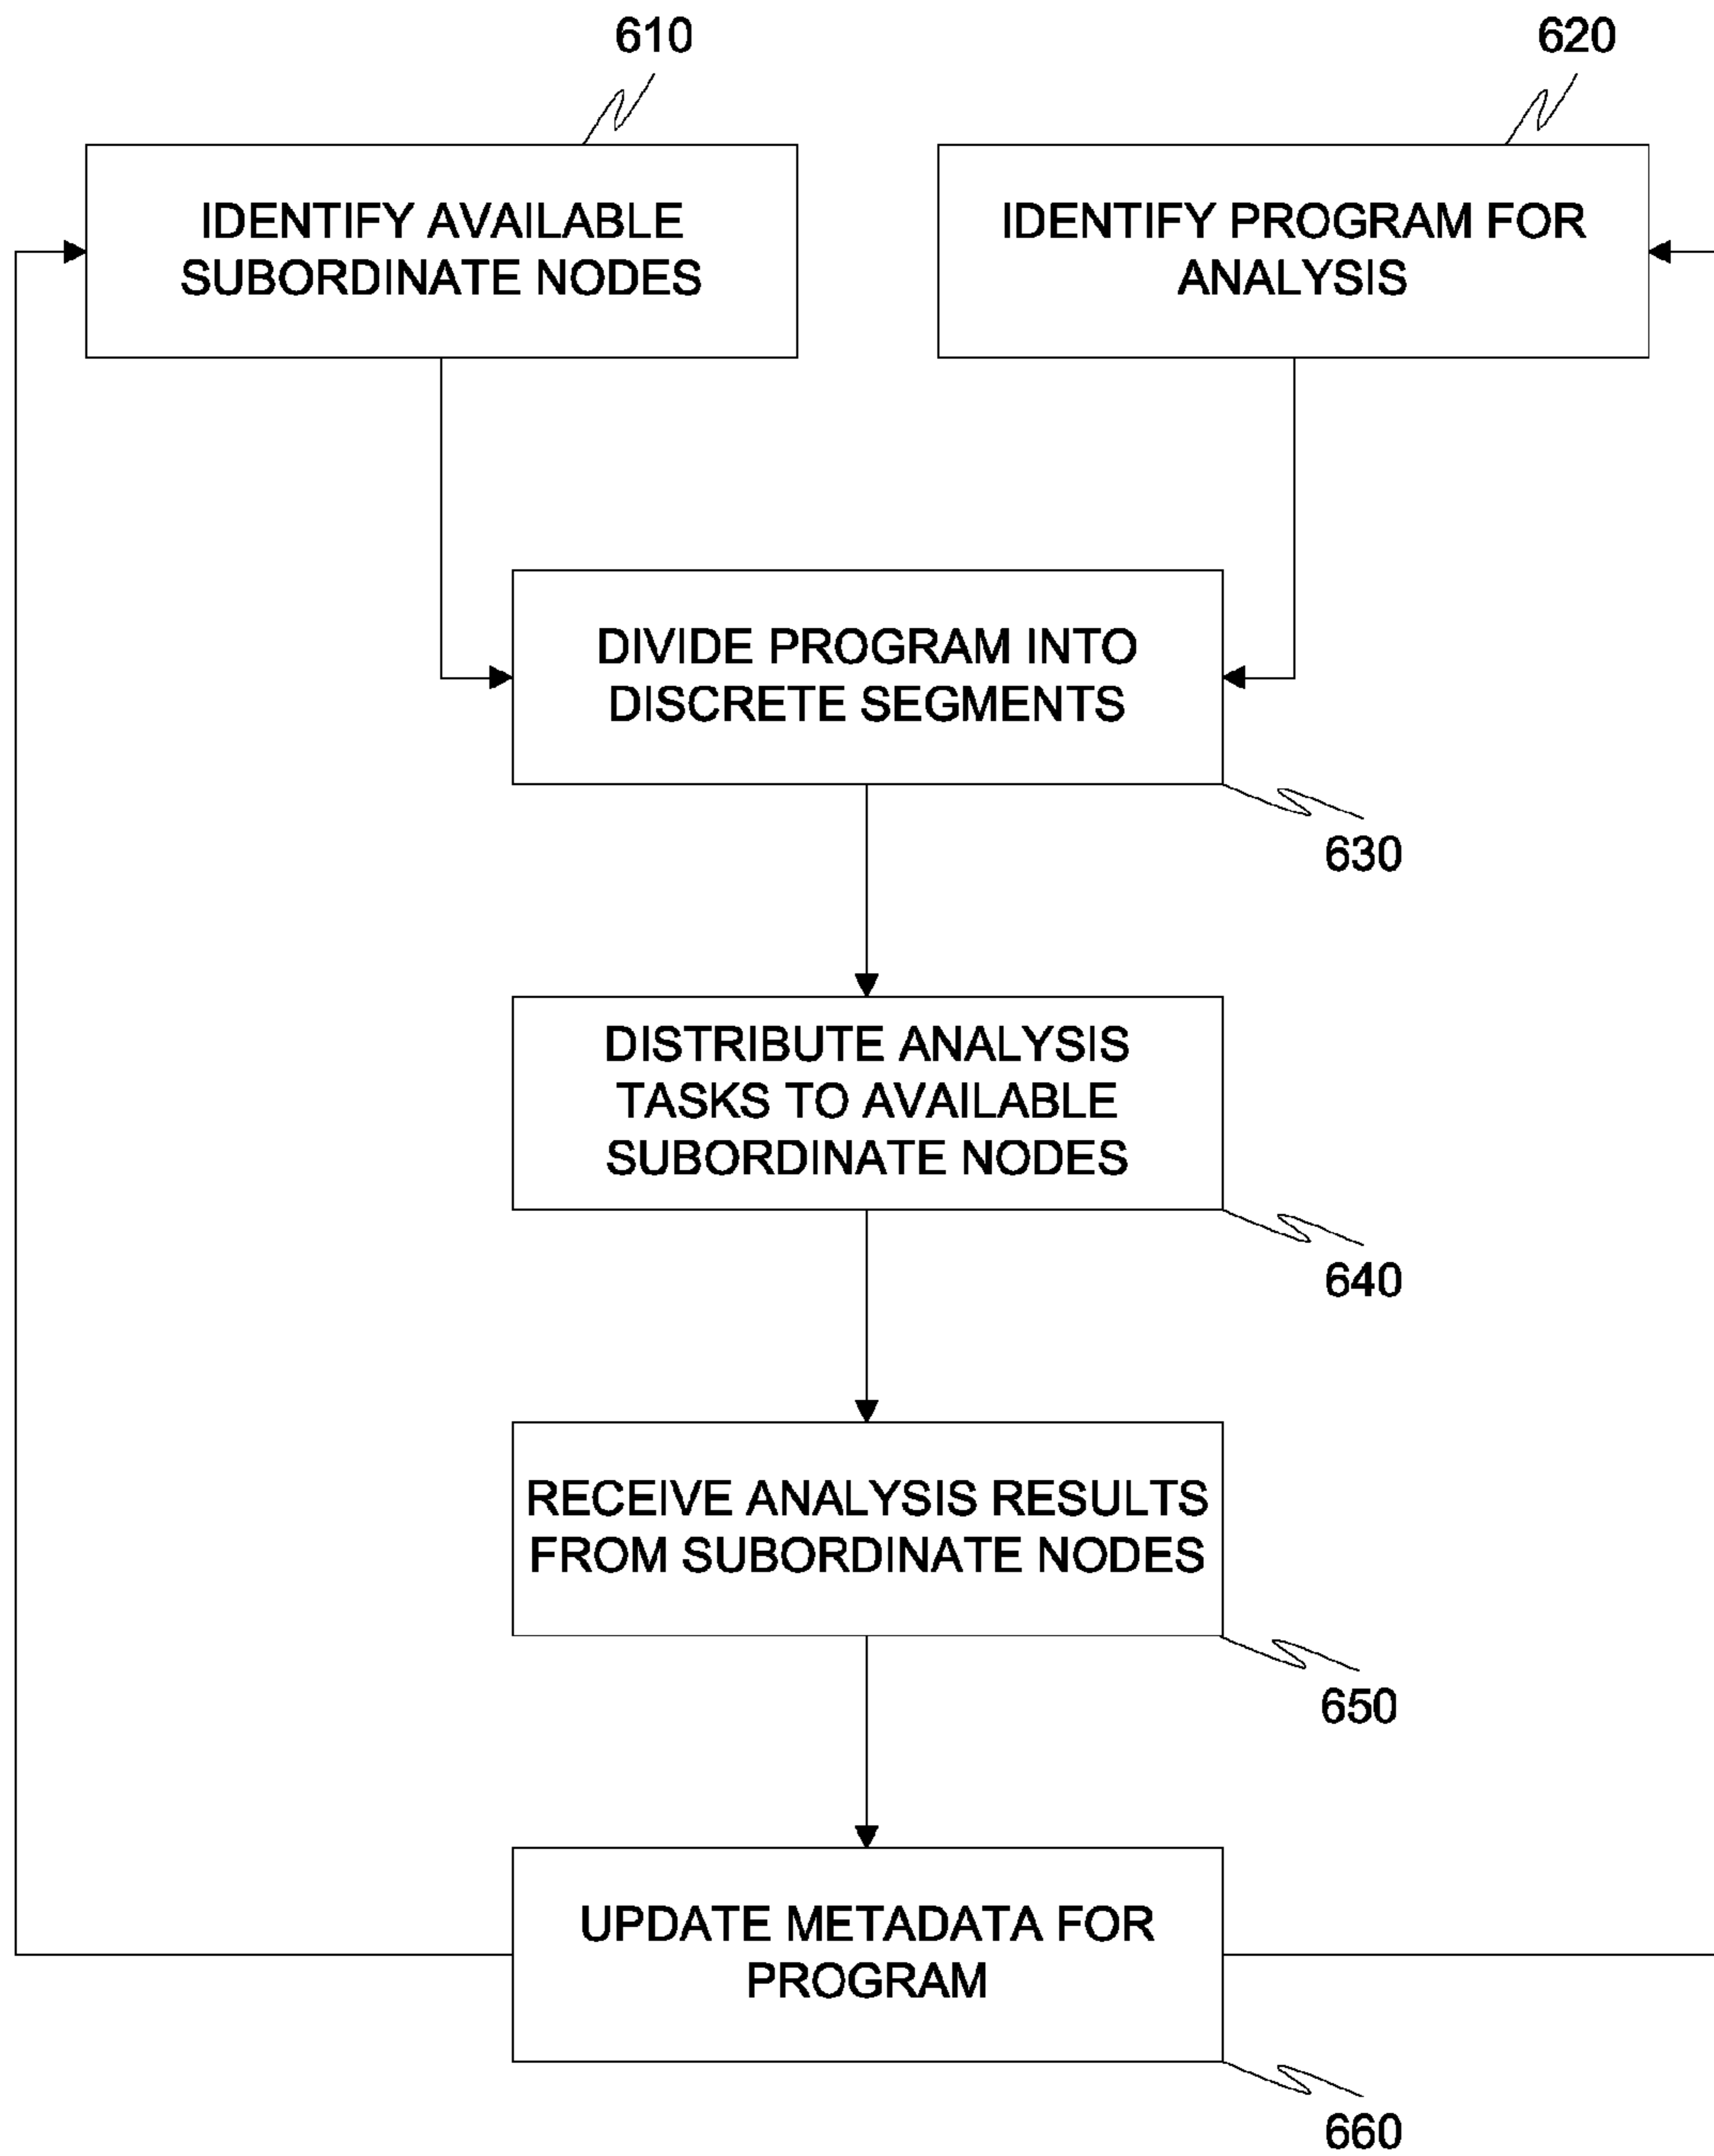 610
620
IDENTIFY AVAILABLE
SUBORDINATE NODES
IDENTIFY PROGRAM FOR
ANALYSIS
DIVIDE PROGRAM INTO
DISCRETE SEGMENTS
630
DISTRIBUTE ANALYSIS
TASKS TO AVAILABLE
SUBORDINATE NODES
640
RECEIVE ANALYSIS RESULTS
FROM SUBORDINATE NODES
650
UPDATE METADATA FOR
PROGRAM
660